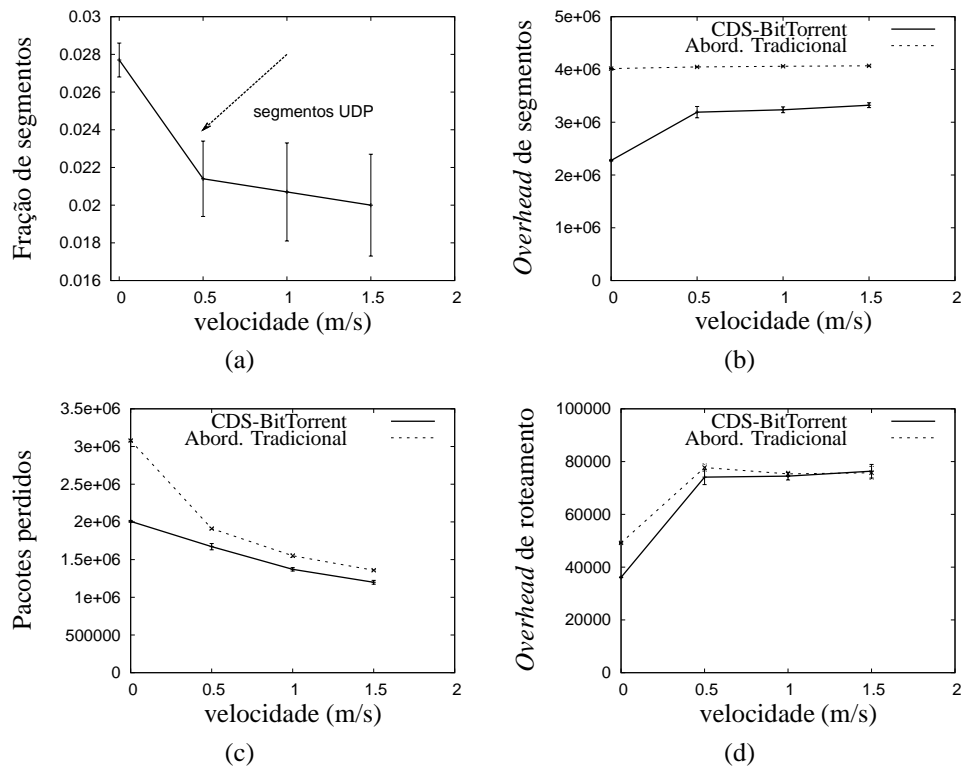 0.03
0.028
0.026
0.024
0.022
0.02
0.018
0.016
Fração de segmentos
segmentos UDP
0 0.5 1 1.5 2
velocidade (m/s)
(a)
5e+06
4e+06
3e+06
2e+06
1e+06
0
Overhead de segmentos
CDS-BitTorrent
Abord. Tradicional
0 0.5 1 1.5 2
velocidade (m/s)
(b)
3.5e+06
3e+06
2.5e+06
2e+06
1.5e+06
1e+06
500000
0
Pacotes perdidos
CDS-BitTorrent
Abord. Tradicional
0 0.5 1 1.5 2
velocidade (m/s)
(c)
100000
80000
60000
40000
20000
0
Overhead de roteamento
CDS-BitTorrent
Abord. Tradicional
0 0.5 1 1.5 2
velocidade (m/s)
(d)